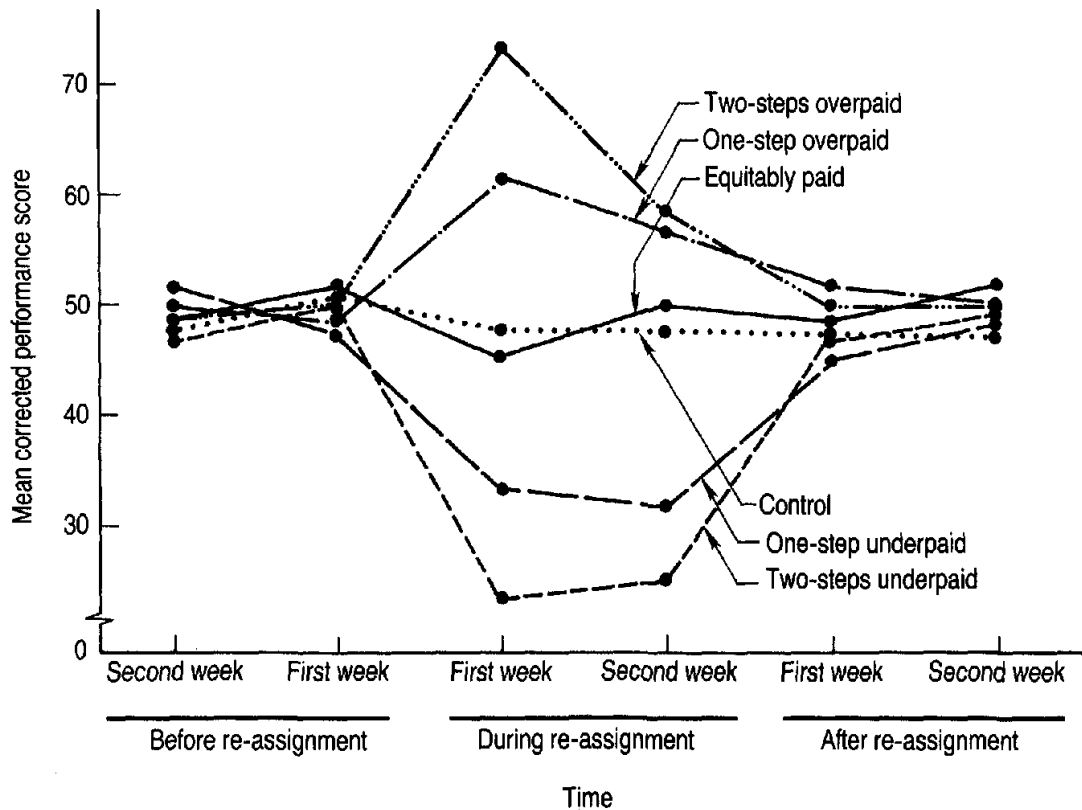 Mean corrected performance score
70
60
50
40
30
0
Two-steps overpaid
One-step overpaid
Equitably paid
Control
One-step underpaid
Two-steps underpaid
Second week
First week
First week
Second week
First week
Second week
Before re-assignment
During re-assignment
After re-assignment
Time